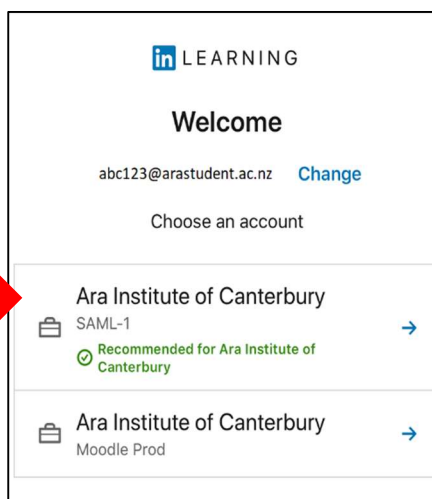 in LEARNING
Welcome
abc123@arastudent.ac.nz Change
Choose an account
Ara Institute of Canterbury
SAML-1
Recommended for Ara Institute of
Canterbury
Ara Institute of Canterbury
Moodle Prod